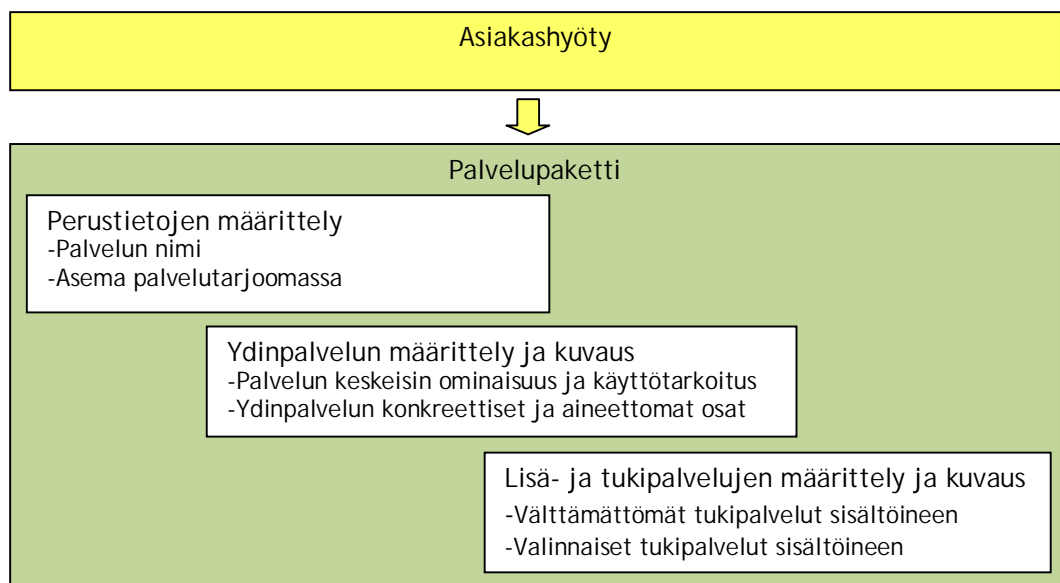 Asiakashyöty
Palvelupaketti
Perustietojen määrittely
-Palvelun nimi
-Asema palvelutarjoomassa
Ydinpalvelun määrittely ja kuvaus
-Palvelun keskeisin ominaisuus ja käyttötarkoitus
-Ydinpalvelun konkreettiset ja aineettomat osat
Lisä- ja tukipalvelujen määrittely ja kuvaus
-Välttämättömät tukipalvelut sisältöineen
-Valinnaiset tukipalvelut sisältöineen